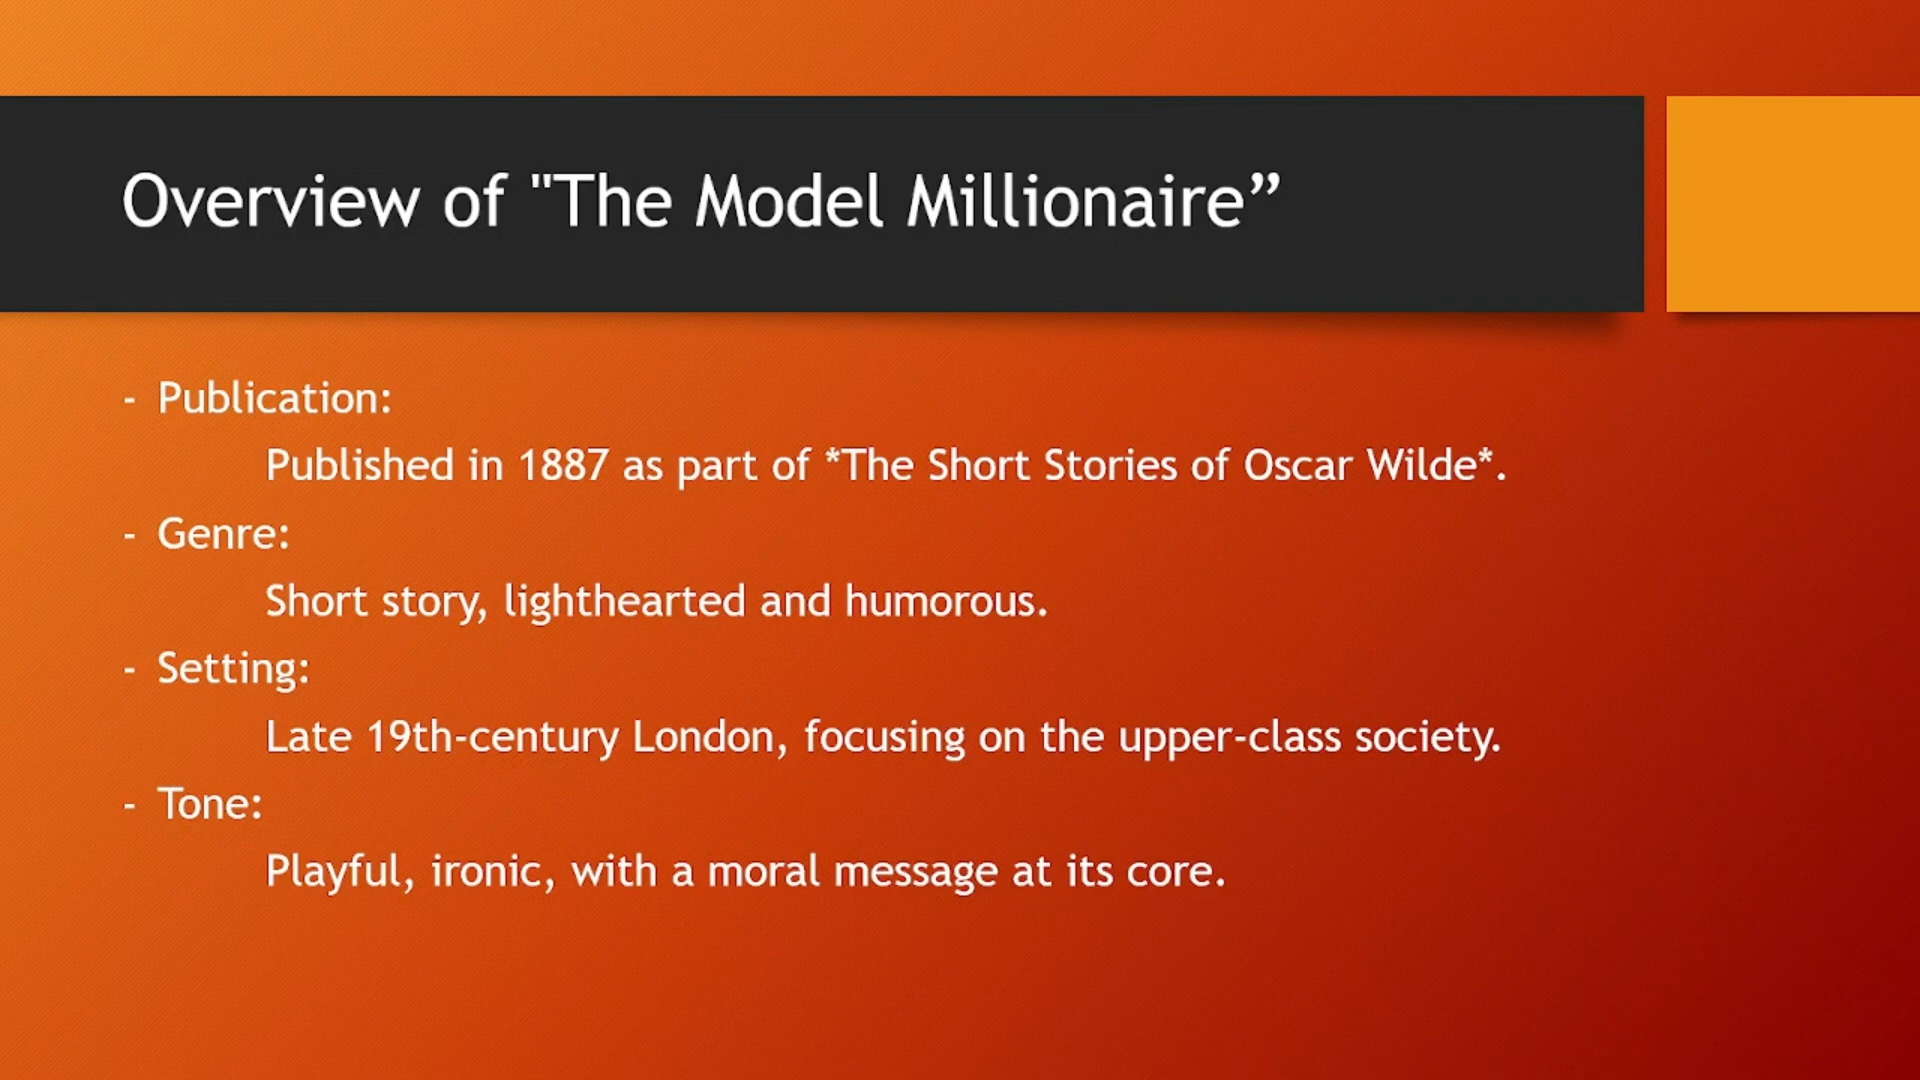 Overview of "The Model Millionaire”
- Publication:
Published in 1887 as part of *The Short Stories of Oscar Wilde*.
- Genre:
Short story, lighthearted and humorous.
- Setting:
Late 19th-century London, focusing on the upper-class society.
- Tone:
Playful, ironic, with a moral message at its core.